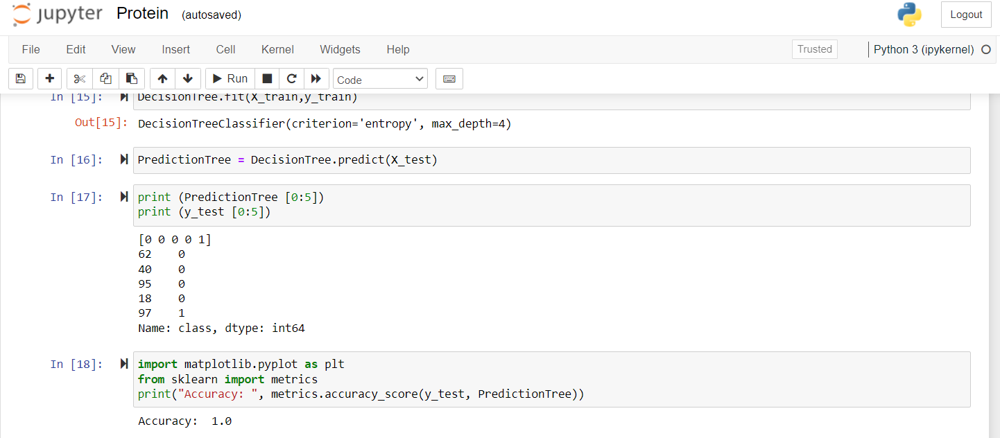 jupyter Protein (autosaved) Logout
File Edit View Insert Cell Kernel Widgets Help Trusted Python 3 (ipykernel)
Run Code
In [15]: DecisionTree.fit(X_train,y_train)
Out[15]: DecisionTreeClassifier(criterion='entropy', max_depth=4)
In [16]: PredictionTree = DecisionTree.predict(X_test)
In [17]: print (PredictionTree [0:5])
print (y_test [0:5])
[0 0 0 0 1]
62    0
40    0
95    0
18    0
97    1
Name: class, dtype: int64
In [18]: import matplotlib.pyplot as plt
from sklearn import metrics
print("Accuracy: ", metrics.accuracy_score(y_test, PredictionTree))
Accuracy:  1.0